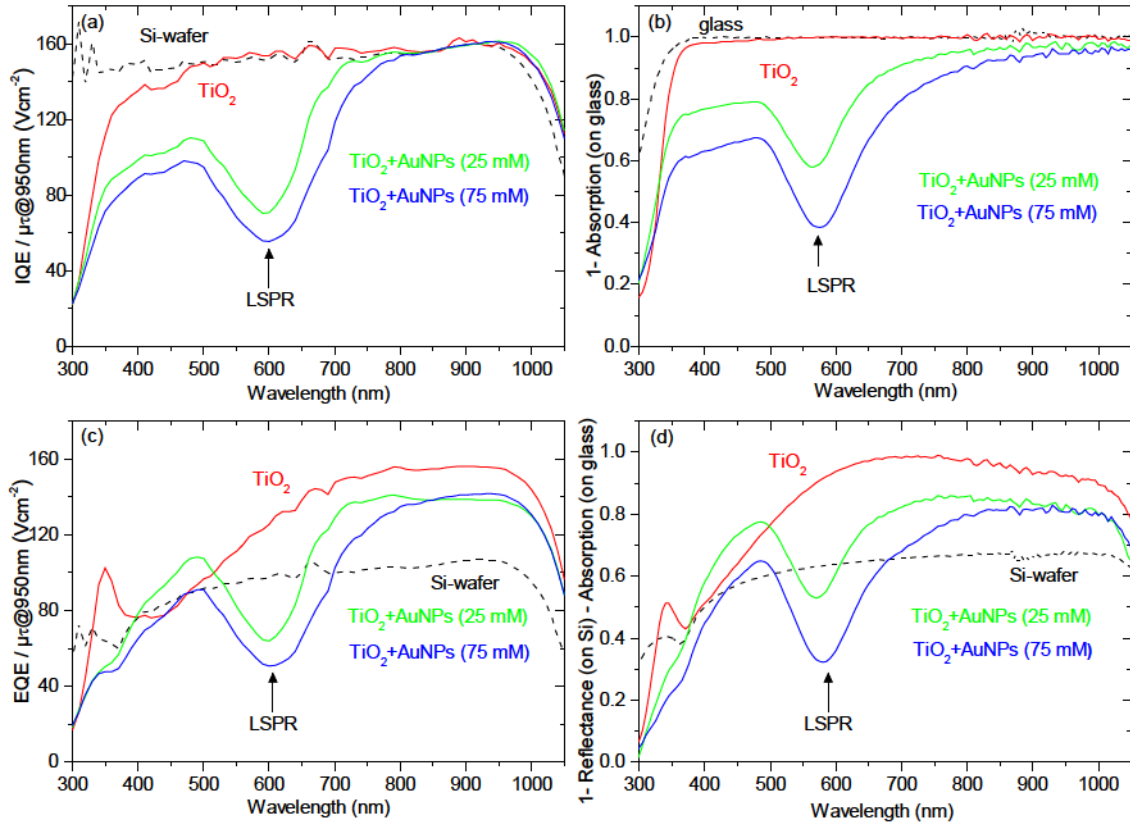 (a)
Si-wafer
TiO2
TiO2+AuNPs (25 mM)
TiO2+AuNPs (75 mM)
LSPR
IQE / μτ@950nm (Vcm-2)
160
120
80
40
0
300 400 500 600 700 800 900 1000
Wavelength (nm)
(b)
glass
TiO2
TiO2+AuNPs (25 mM)
TiO2+AuNPs (75 mM)
LSPR
1- Absorption (on glass)
1.0
0.8
0.6
0.4
0.2
0.0
300 400 500 600 700 800 900 1000
Wavelength (nm)
(c)
TiO2
Si-wafer
TiO2+AuNPs (25 mM)
TiO2+AuNPs (75 mM)
LSPR
EQE / μτ@950nm (Vcm-2)
160
120
80
40
0
300 400 500 600 700 800 900 1000
Wavelength (nm)
(d)
TiO2
Si-wafer
TiO2+AuNPs (25 mM)
TiO2+AuNPs (75 mM)
LSPR
1- Reflectance (on Si) - Absorption (on glass)
1.0
0.8
0.6
0.4
0.2
0.0
300 400 500 600 700 800 900 1000
Wavelength (nm)